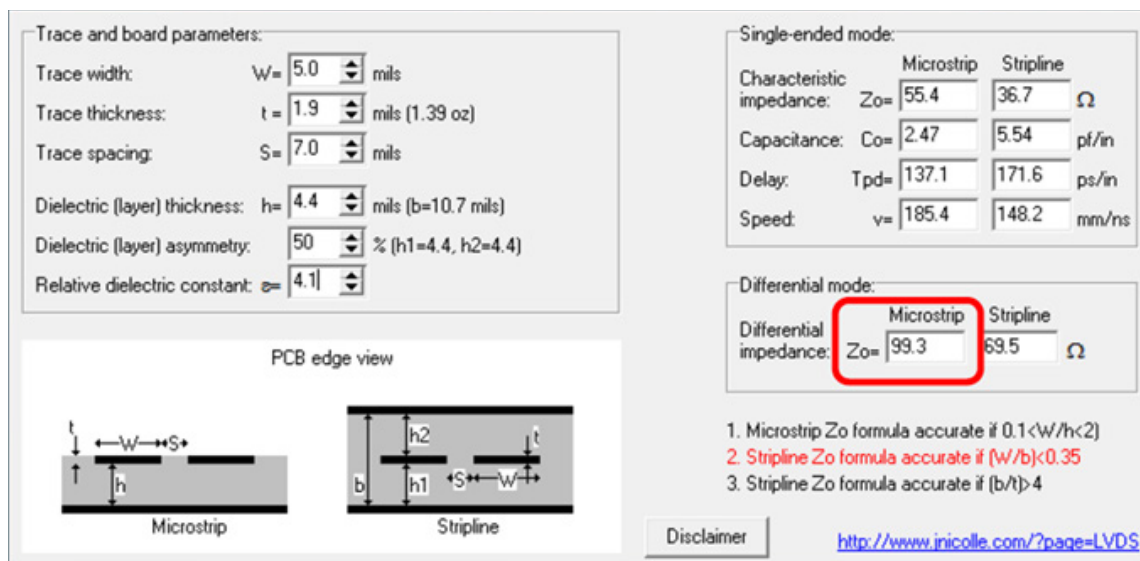 Trace and board parameters:
Trace width: W= 5.0 mils
Trace thickness: t = 1.9 mils (1.39 oz)
Trace spacing: S= 7.0 mils
Dielectric (layer) thickness: h= 4.4 mils (b=10.7 mils)
Dielectric (layer) asymmetry: 50 % (h1=4.4, h2=4.4)
Relative dielectric constant: ε= 4.1
PCB edge view
t W S h
Microstrip
b h2 h1 S W t
Stripline
Single-ended mode:
Microstrip Stripline
Characteristic
impedance: Zo= 55.4 36.7 Ω
Capacitance: Co= 2.47 5.54 pf/in
Delay: Tpd= 137.1 171.6 ps/in
Speed: v= 185.4 148.2 mm/ns
Differential mode:
Microstrip Stripline
Differential
impedance: Zo= 99.3 69.5 Ω
1. Microstrip Zo formula accurate if 0.1<W/h<2)
2. Stripline Zo formula accurate if (W/b)<0.35
3. Stripline Zo formula accurate if (b/t)>4
Disclaimer
http://www.jnicolle.com/?page=LVDS